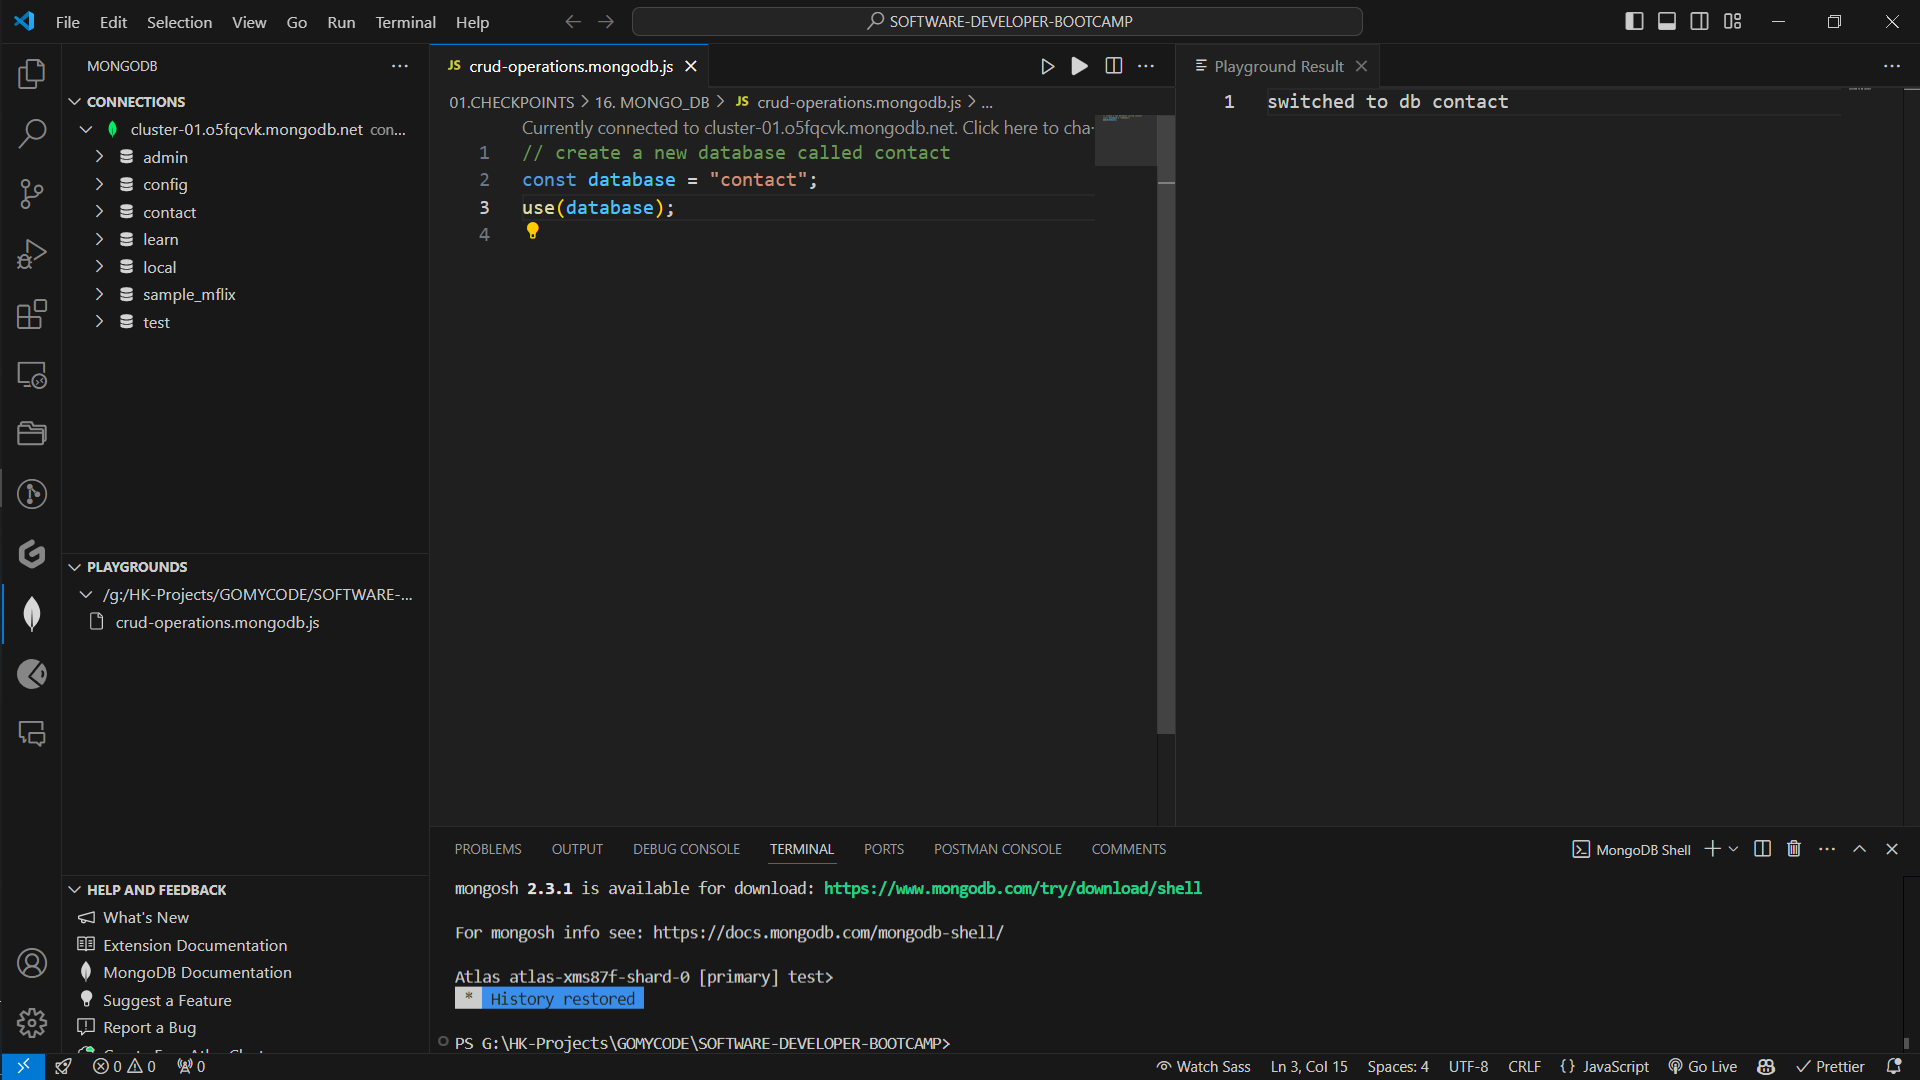 File Edit Selection View Go Run Terminal Help
SOFTWARE-DEVELOPER-BOOTCAMP
MONGODB
CONNECTIONS
cluster-01.o5fqcvk.mongodb.net con...
admin
config
contact
learn
local
sample_mflix
test
PLAYGROUNDS
/g:/HK-Projects/GOMYCODE/SOFTWARE-...
crud-operations.mongodb.js
HELP AND FEEDBACK
What's New
Extension Documentation
MongoDB Documentation
Suggest a Feature
Report a Bug
JS crud-operations.mongodb.js
01.CHECKPOINTS > 16. MONGO_DB > JS crud-operations.mongodb.js > ...
Currently connected to cluster-01.o5fqcvk.mongodb.net. Click here to cha
1 // create a new database called contact
2 const database = "contact";
3 use(database);
4
Playground Result
1 switched to db contact
PROBLEMS OUTPUT DEBUG CONSOLE TERMINAL PORTS POSTMAN CONSOLE COMMENTS
MongoDB Shell
mongosh 2.3.1 is available for download: https://www.mongodb.com/try/download/shell
For mongosh info see: https://docs.mongodb.com/mongodb-shell/
Atlas atlas-xms87f-shard-0 [primary] test>
* History restored
PS G:\HK-Projects\GOMYCODE\SOFTWARE-DEVELOPER-BOOTCAMP>
0 0 0
Watch Sass Ln 3, Col 15 Spaces: 4 UTF-8 CRLF {} JavaScript Go Live Prettier